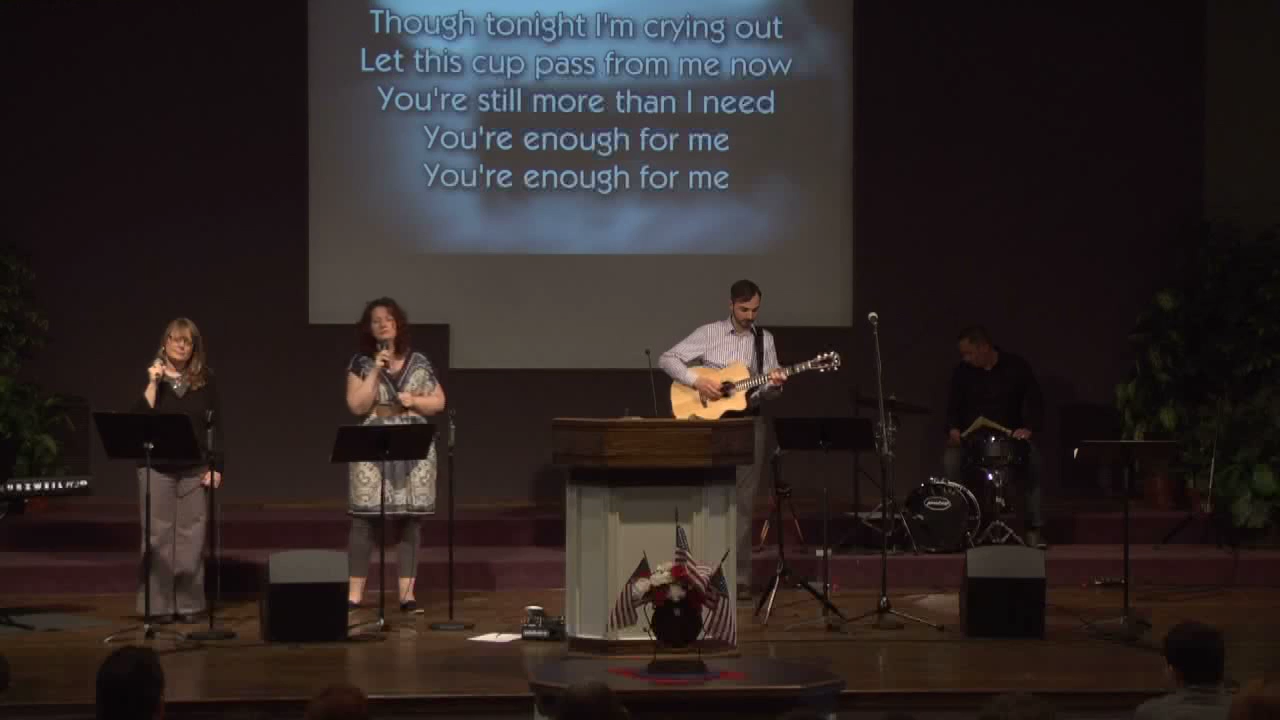 Though tonight I'm crying out
Let this cup pass from me now
You're still more than I need
You're enough for me
You're enough for me
KURZWEIL